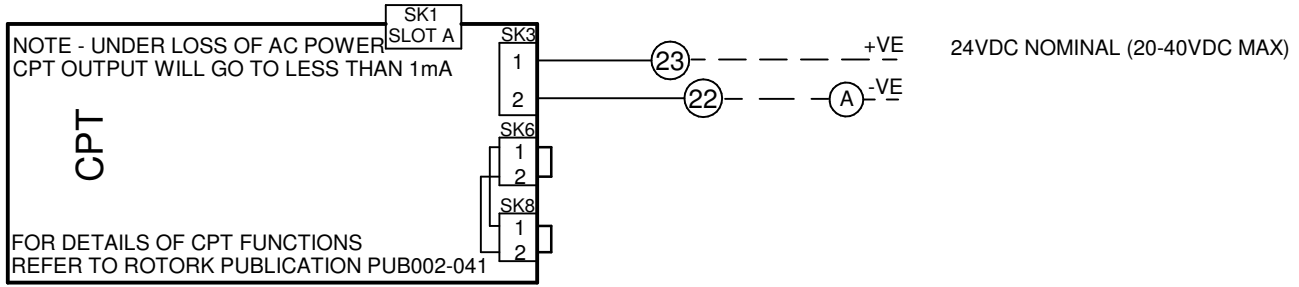 SK1
SLOT A
NOTE - UNDER LOSS OF AC POWER
CPT OUTPUT WILL GO TO LESS THAN 1mA
CPT
SK3
1
2
23
+VE
24VDC NOMINAL (20-40VDC MAX)
22
A
-VE
SK6
1
2
SK8
1
2
FOR DETAILS OF CPT FUNCTIONS
REFER TO ROTORK PUBLICATION PUB002-041